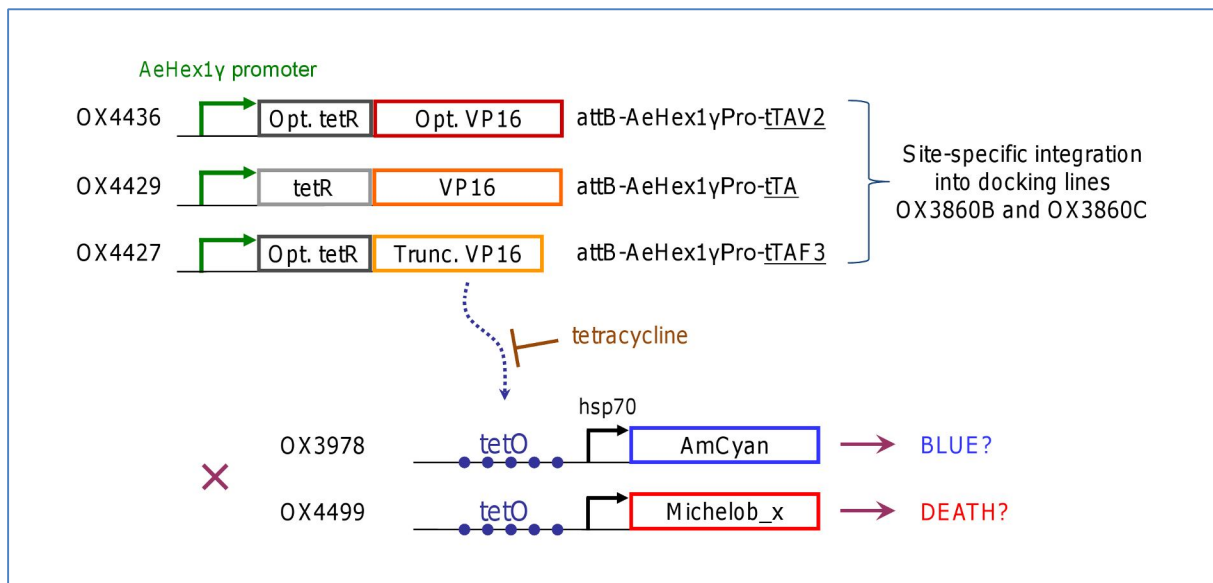 AeHex1γ promoter
OX4436 Opt. tetR Opt. VP16 attB-AeHex1γPro-tTAV2
OX4429 tetR VP16 attB-AeHex1γPro-tTA
OX4427 Opt. tetR Trunc. VP16 attB-AeHex1γPro-tTAF3
Site-specific integration
into docking lines
OX3860B and OX3860C
tetracycline
hsp70
OX3978 tetO AmCyan BLUE?
OX4499 tetO Michelob_x DEATH?